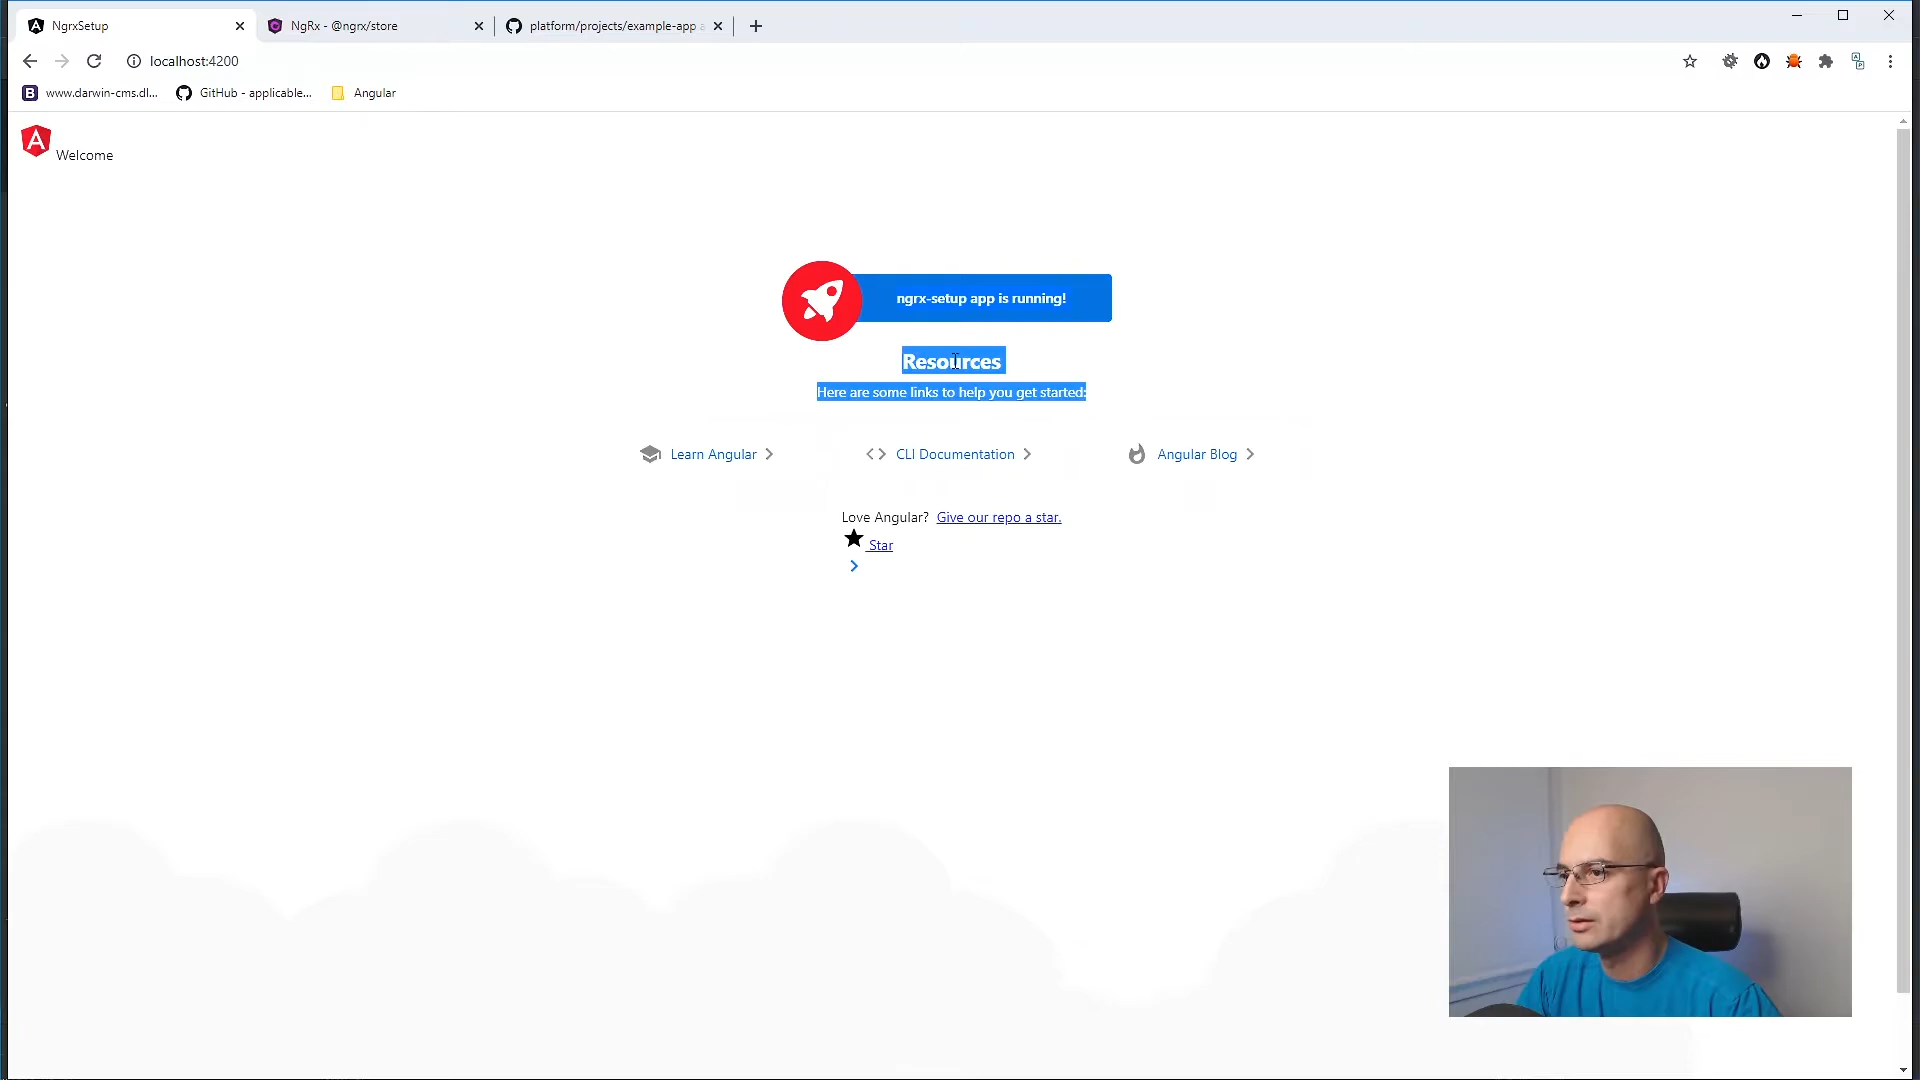 NgrxSetup
NgRx - @ngrx/store
platform/projects/example-app a
localhost:4200
www.darwin-cms.dl...
GitHub - applicable...
Angular
Welcome
ngrx-setup app is running!
Resources
Here are some links to help you get started:
Learn Angular
CLI Documentation
Angular Blog
Love Angular? Give our repo a star.
Star